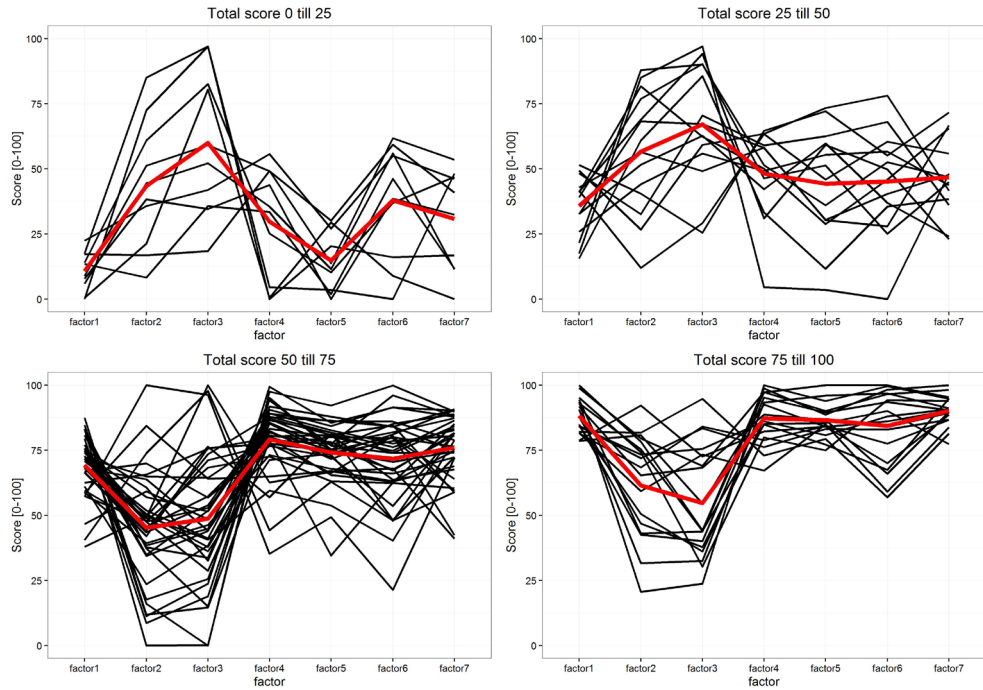 Total score 0 till 25
Score [0-100]
100
75
50
25
0
factor1 factor2 factor3 factor4 factor5 factor6 factor7
factor
Total score 25 till 50
Score [0-100]
100
75
50
25
0
factor1 factor2 factor3 factor4 factor5 factor6 factor7
factor
Total score 50 till 75
Score [0-100]
100
75
50
25
0
factor1 factor2 factor3 factor4 factor5 factor6 factor7
factor
Total score 75 till 100
Score [0-100]
100
75
50
25
0
factor1 factor2 factor3 factor4 factor5 factor6 factor7
factor